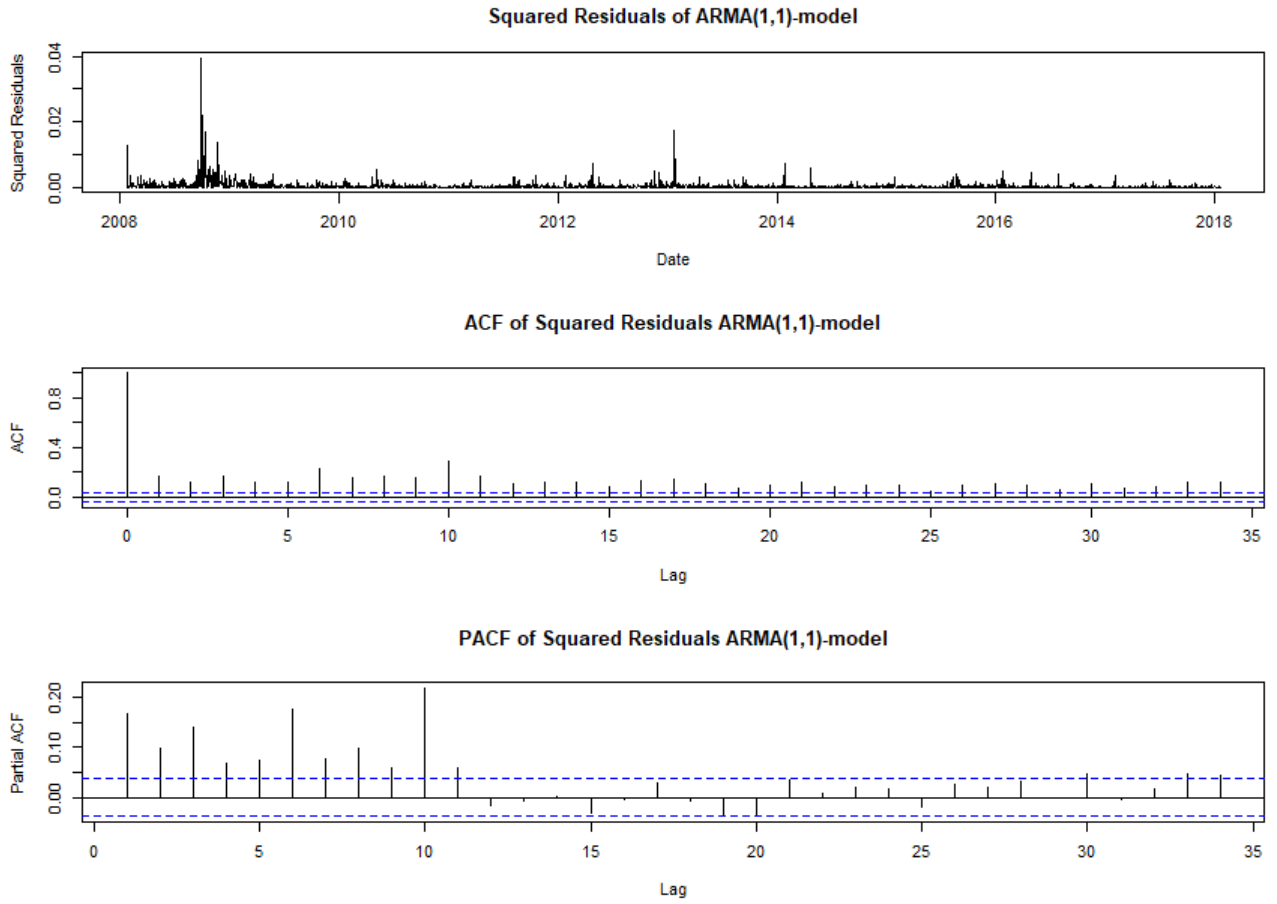 Squared Residuals of ARMA(1,1)-model
Squared Residuals
0.04
0.02
0.00
2008 2010 2012 2014 2016 2018
Date
ACF of Squared Residuals ARMA(1,1)-model
ACF
0.8
0.4
0.0
0 5 10 15 20 25 30 35
Lag
PACF of Squared Residuals ARMA(1,1)-model
Partial ACF
0.20
0.10
0.00
0 5 10 15 20 25 30 35
Lag